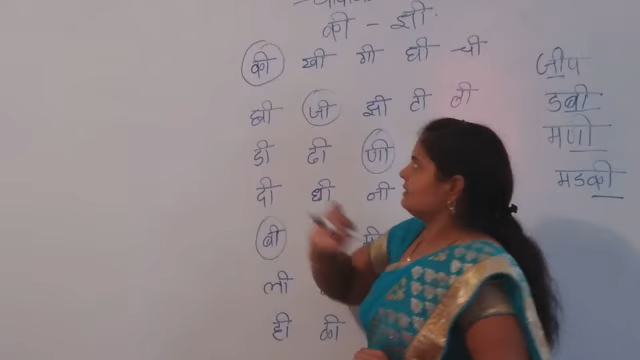 की - ज्ञी
की खी गी घी ची
छी जी झी टी ठी
डी ढी णी
दी धी नी
बी
ली
ही ळी
जीप
डबी
मणी
मडकी